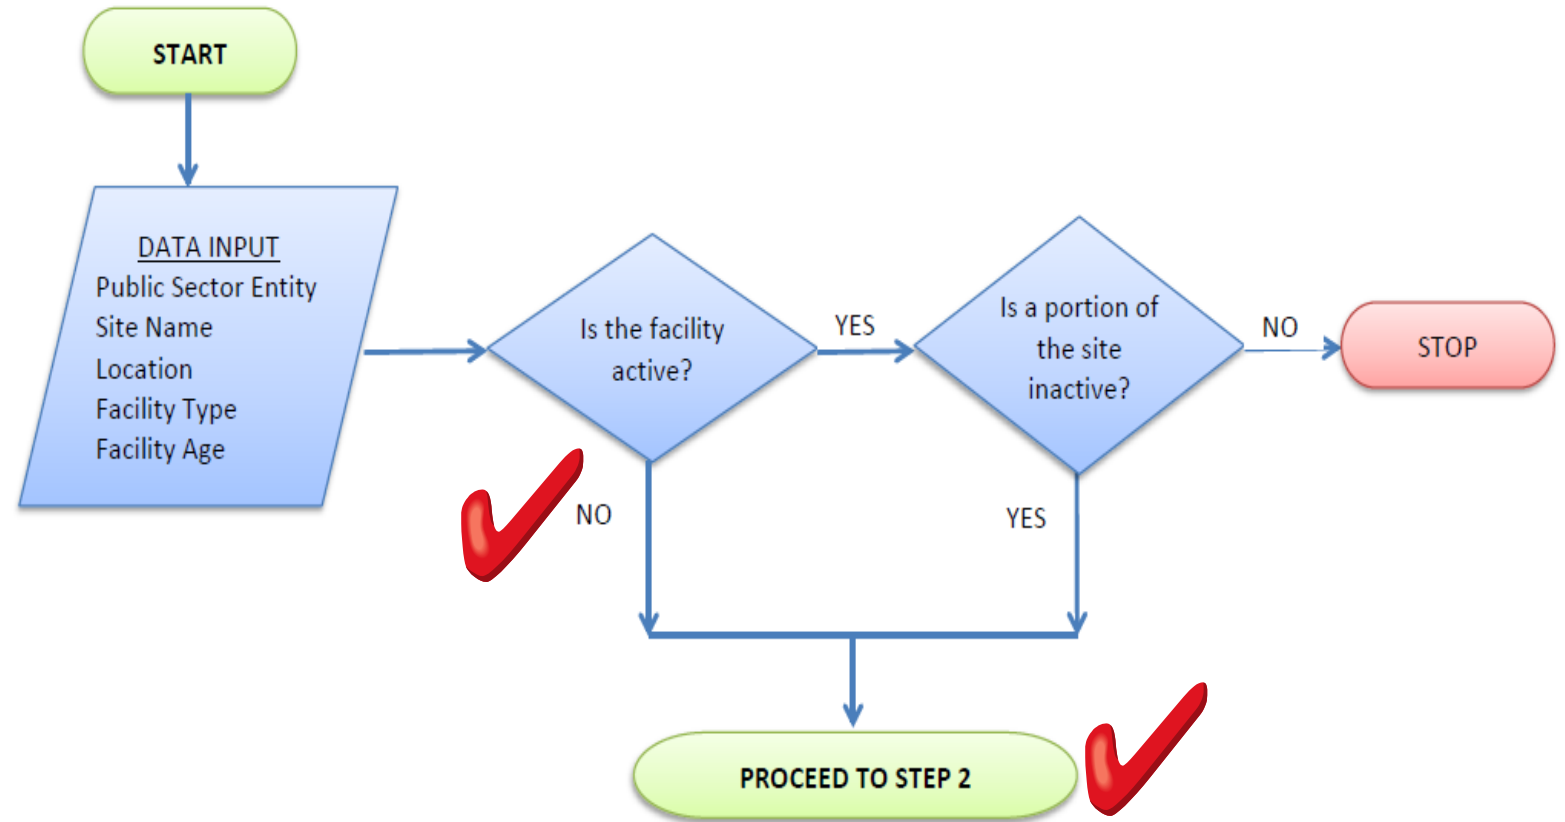 START
DATA INPUT
Public Sector Entity
Site Name
Location
Facility Type
Facility Age
Is the facility
active?
YES
Is a portion of
the site
inactive?
NO
STOP
NO
YES
PROCEED TO STEP 2